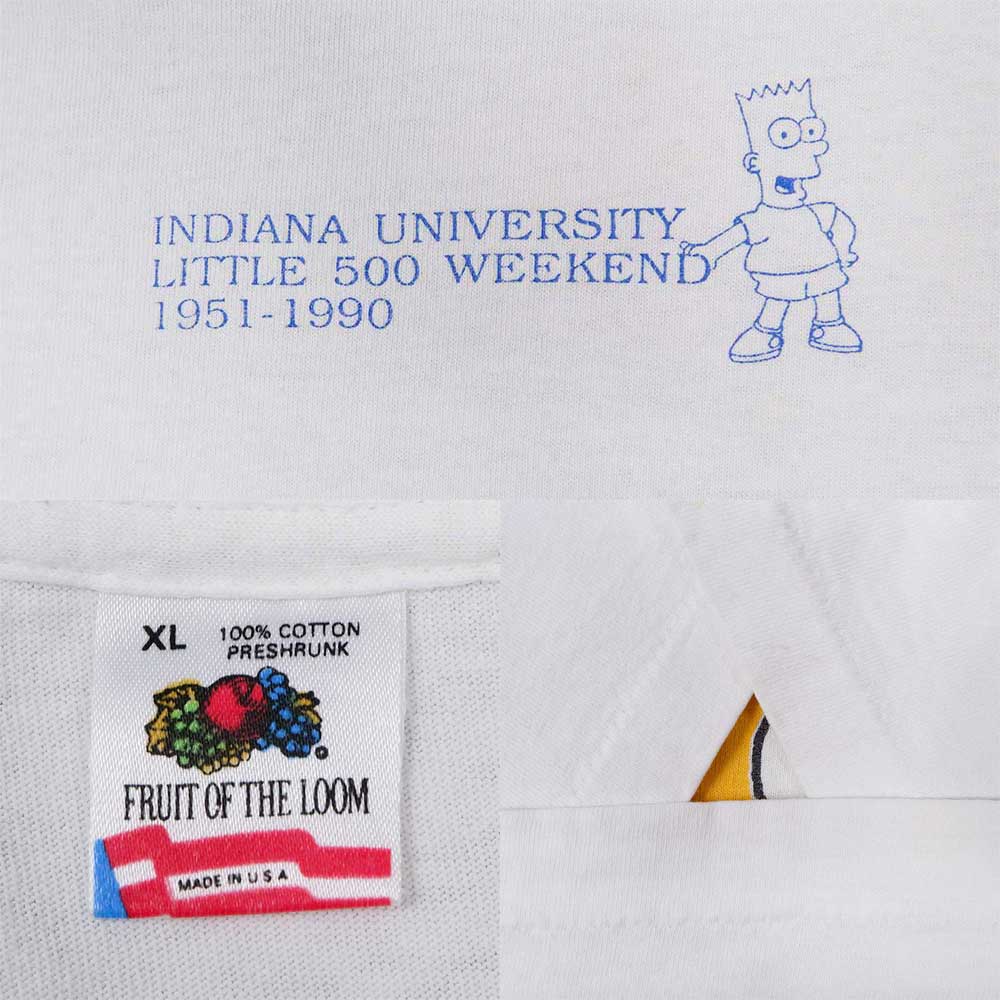 INDIANA UNIVERSITY
LITTLE 500 WEEKEND
1951-1990
XL
100% COTTON
PRESHRUNK
®
FRUIT OF THE LOOM
MADE IN U S A